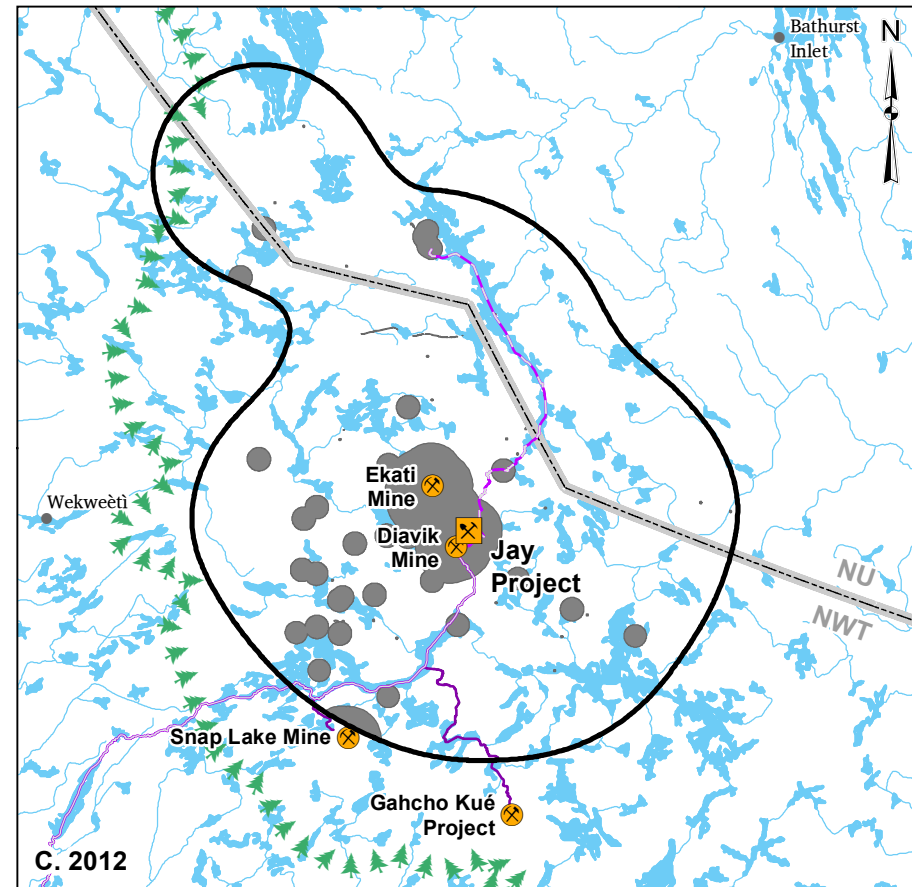 Bathurst
Inlet
N
Ekati
Mine
Wekweètì
Diavik
Mine
Jay
Project
NU
NWT
Snap Lake Mine
Gahcho Kué
Project
C. 2012